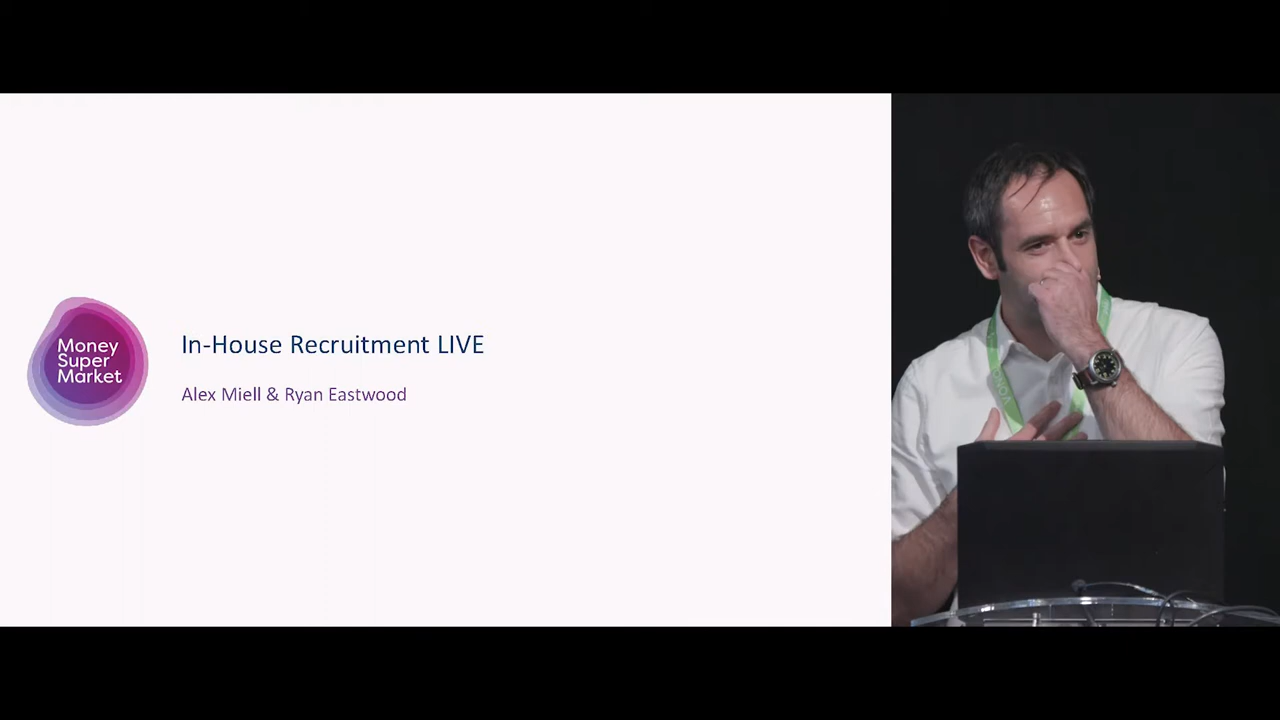 Money
Super
Market
In-House Recruitment LIVE
Alex Miell & Ryan Eastwood